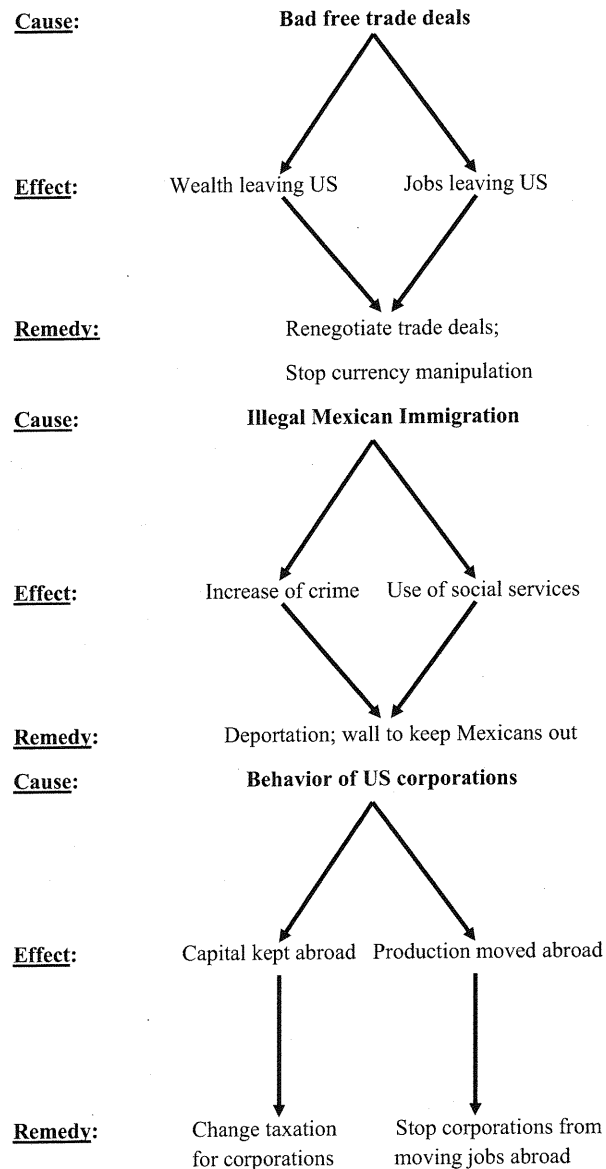 Cause: Bad free trade deals
Effect: Wealth leaving US Jobs leaving US
Remedy: Renegotiate trade deals;
Stop currency manipulation
Cause: Illegal Mexican Immigration
Effect: Increase of crime Use of social services
Remedy: Deportation; wall to keep Mexicans out
Cause: Behavior of US corporations
Effect: Capital kept abroad Production moved abroad
Remedy: Change taxation Stop corporations from
for corporations moving jobs abroad